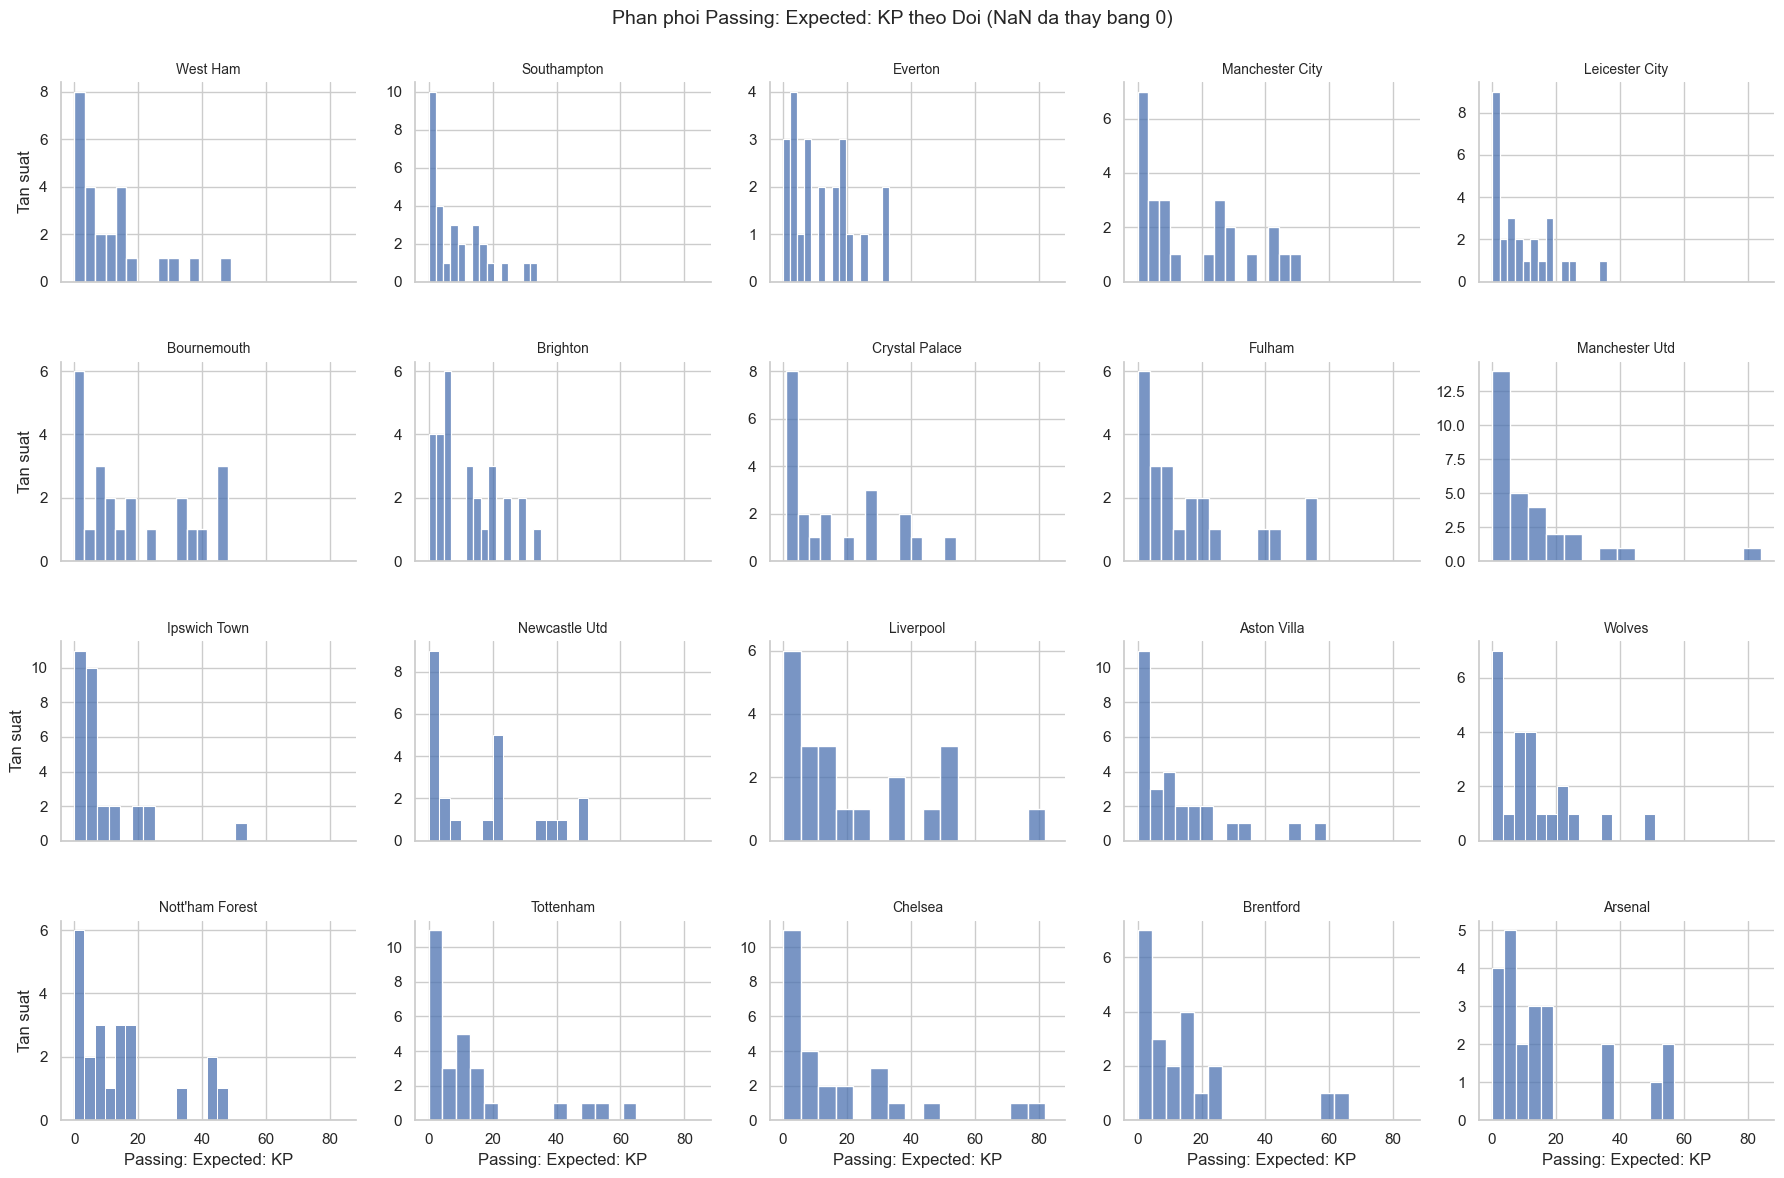 Phan phoi Passing: Expected: KP theo Doi (NaN da thay bang 0)
West Ham
Southampton
Everton
Manchester City
Leicester City
Tan suat
8
6
4
2
0
10
8
6
4
2
0
4
3
2
1
0
6
4
2
0
8
6
4
2
0
Bournemouth
Brighton
Crystal Palace
Fulham
Manchester Utd
Tan suat
6
4
2
0
6
4
2
0
8
6
4
2
0
6
4
2
0
12.5
10.0
7.5
5.0
2.5
0.0
Ipswich Town
Newcastle Utd
Liverpool
Aston Villa
Wolves
Tan suat
10
8
6
4
2
0
8
6
4
2
0
6
4
2
0
10
8
6
4
2
0
6
4
2
0
Nott'ham Forest
Tottenham
Chelsea
Brentford
Arsenal
Tan suat
6
4
2
0
10
8
6
4
2
0
10
8
6
4
2
0
6
4
2
0
5
4
3
2
1
0
0 20 40 60 80
0 20 40 60 80
0 20 40 60 80
0 20 40 60 80
0 20 40 60 80
Passing: Expected: KP
Passing: Expected: KP
Passing: Expected: KP
Passing: Expected: KP
Passing: Expected: KP